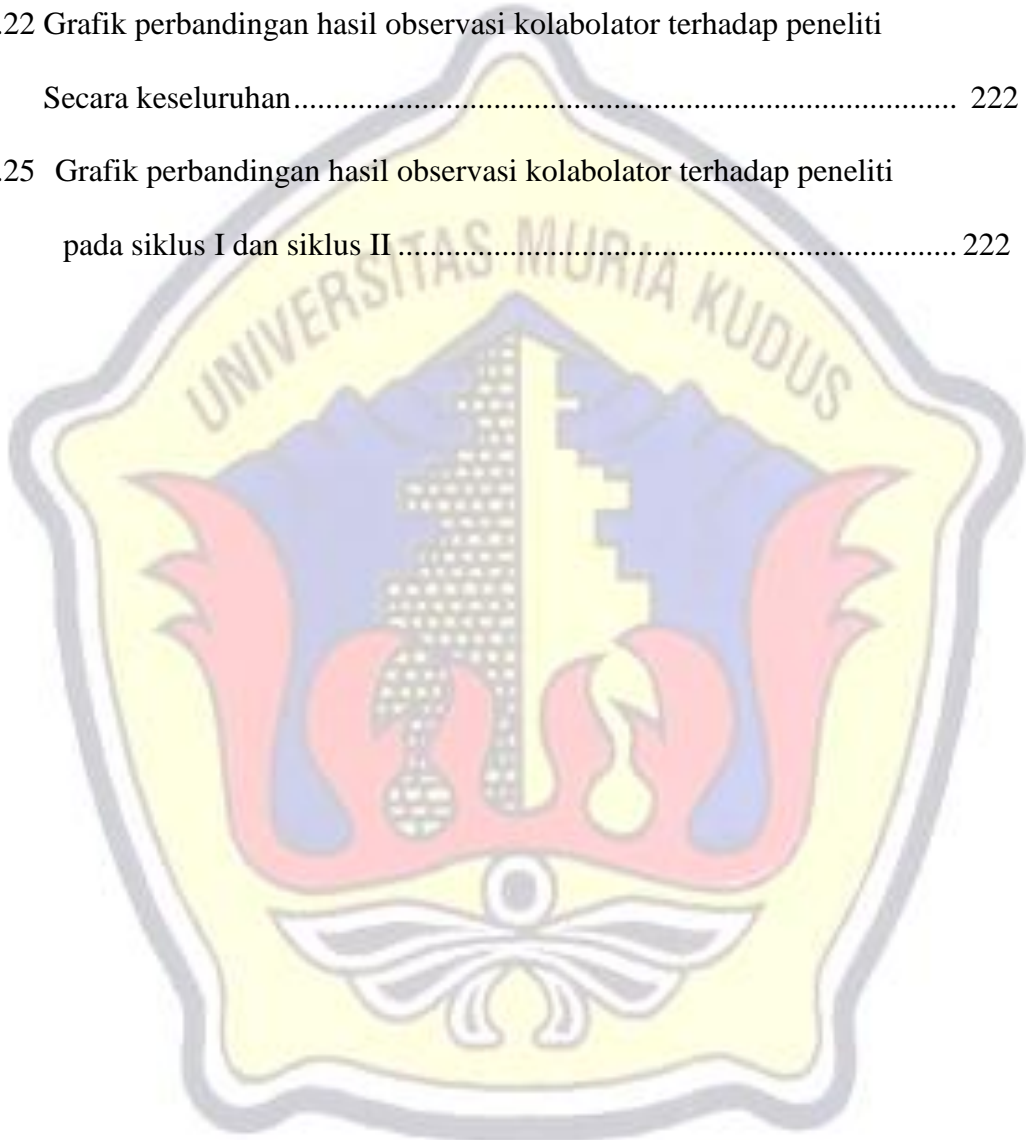 .22 Grafik perbandingan hasil observasi kolabolator terhadap peneliti
Secara keseluruhan................................................................................. 222
.25 Grafik perbandingan hasil observasi kolabolator terhadap peneliti
pada siklus I dan siklus II .................................................................... 222
UNIVERSITAS MURIA KUDUS